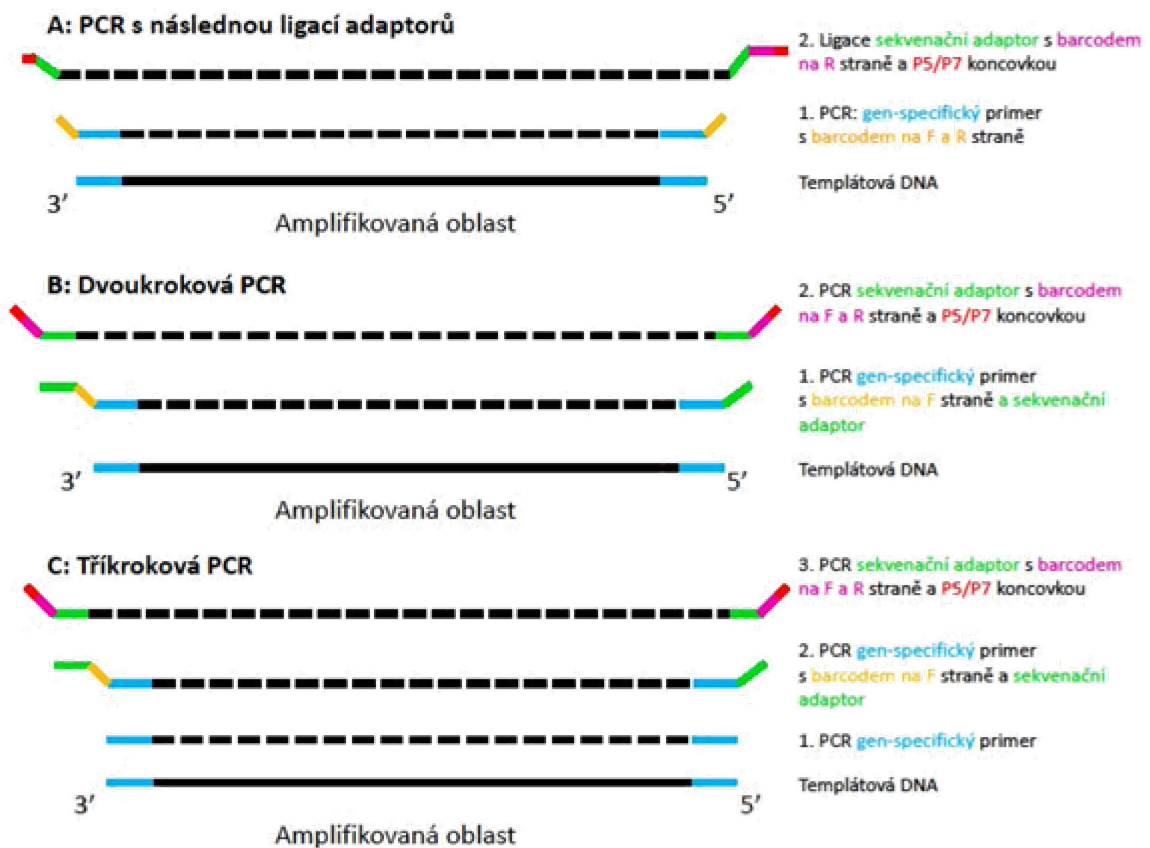 A: PCR s následnou ligací adaptorů
2. Ligace sekvenační adaptor s barcodem
na R straně a P5/P7 koncovkou
1. PCR: gen-specifický primer
s barcodem na F a R straně
Templátová DNA
3’
5’
Amplifikovaná oblast
B: Dvoukroková PCR
2. PCR sekvenační adaptor s barcodem
na F a R straně a P5/P7 koncovkou
1. PCR gen-specifický primer
s barcodem na F straně a sekvenační
adaptor
Templátová DNA
3’
5’
Amplifikovaná oblast
C: Tříkroková PCR
3. PCR sekvenační adaptor s barcodem
na F a R straně a P5/P7 koncovkou
2. PCR gen-specifický primer
s barcodem na F straně a sekvenační
adaptor
1. PCR gen-specifický primer
Templátová DNA
3’
5’
Amplifikovaná oblast